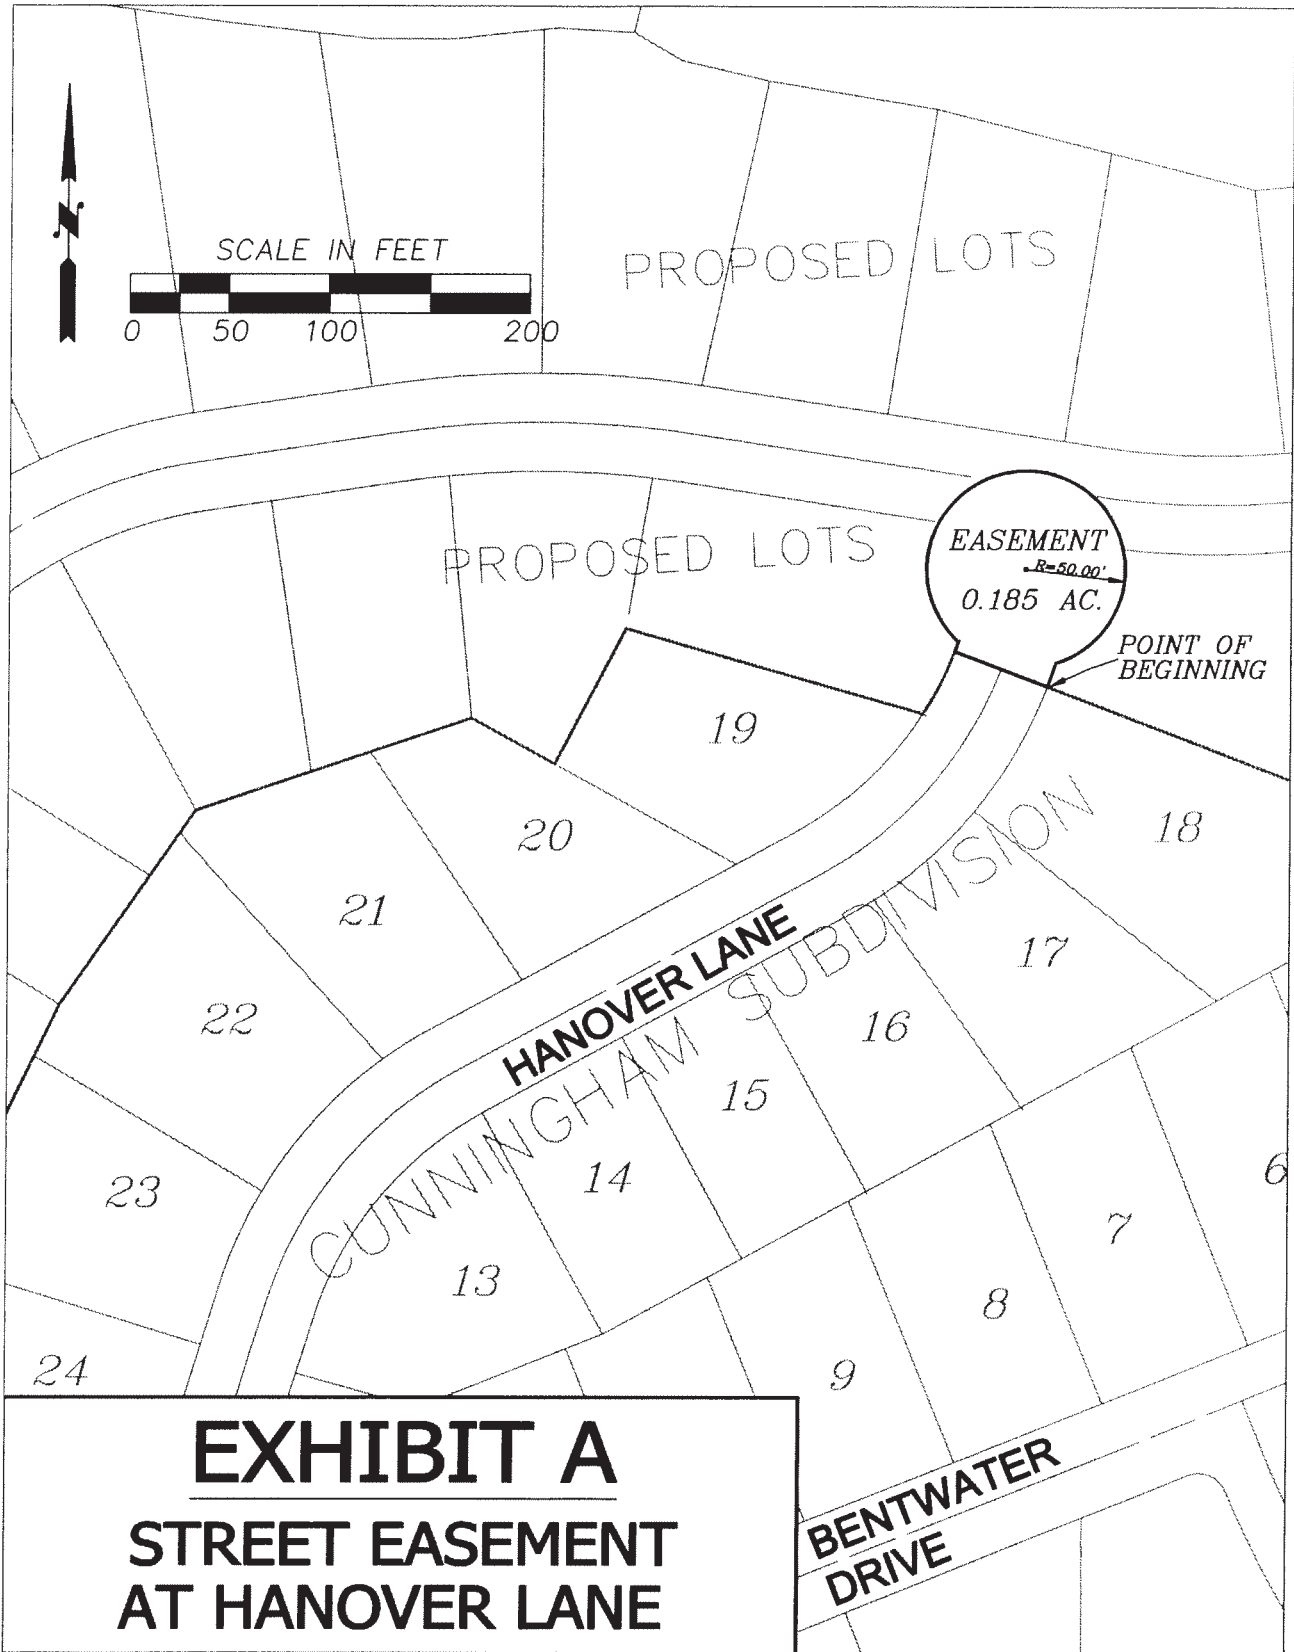 N
SCALE IN FEET
0 50 100 200
PROPOSED LOTS
PROPOSED LOTS
EASEMENT
R=50.00'
0.185 AC.
POINT OF
BEGINNING
19
18
20
21
17
22
16
15
14
23
13
24
6
7
8
9
HANOVER LANE
CUNNINGHAM SUBDIVISION
BENTWATER
DRIVE
EXHIBIT A
STREET EASEMENT
AT HANOVER LANE